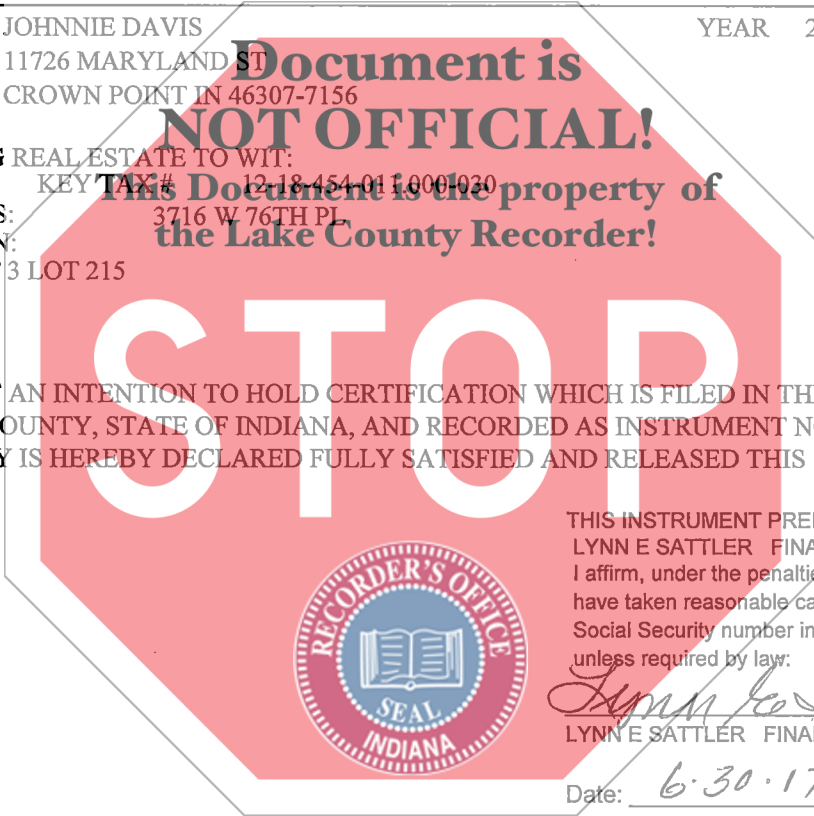 JOHNNIE DAVIS YEAR 2
11726 MARYLAND ST
CROWN POINT IN 46307-7156
Document is
NOT OFFICIAL!
This Document is the property of
the Lake County Recorder!
G REAL ESTATE TO WIT:
KEY TAX # 12-18-454-011.000-030
S: 3716 W 76TH PL
N:
3 LOT 215
STOP
AN INTENTION TO HOLD CERTIFICATION WHICH IS FILED IN TH
OUNTY, STATE OF INDIANA, AND RECORDED AS INSTRUMENT N
Y IS HEREBY DECLARED FULLY SATISFIED AND RELEASED THIS
THIS INSTRUMENT PRE
LYNN E SATTLER FINA
I affirm, under the penaltie
have taken reasonable ca
Social Security number in
unless required by law:
LYNN E SATTLER FINA
Date: 6.30.17
RECORDER'S OFFICE
SEAL
INDIANA